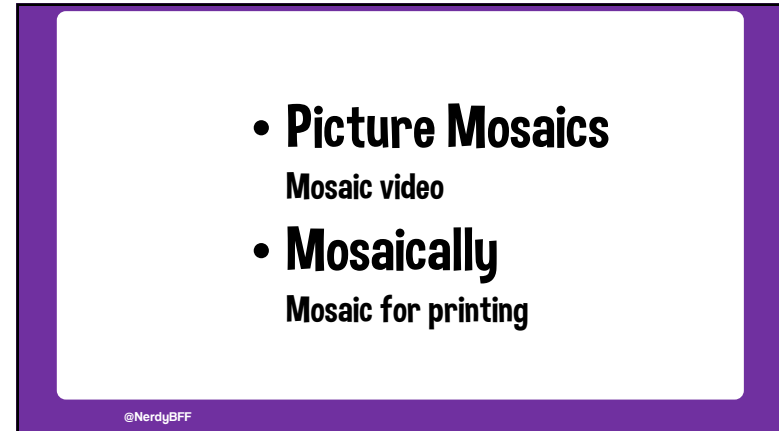 • Picture Mosaics
Mosaic video
• Mosaically
Mosaic for printing
@NerdyBFF